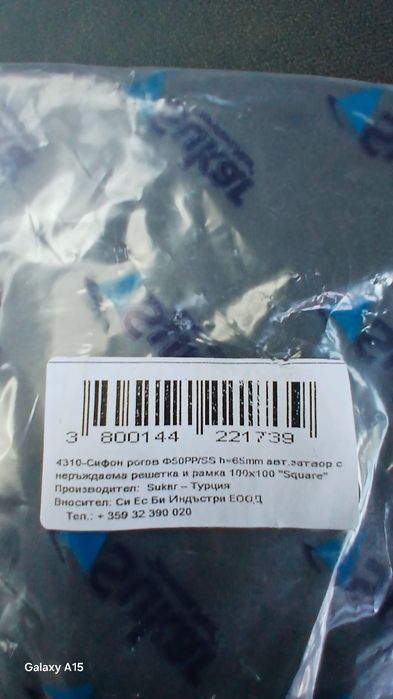 3 800144 221739
4310-Сифон рогов Ф50PP/SS h=65mm авт.затвор с
неръждаема решетка и рамка 100x100 "Square"
Производител: Sukar – Турция
Вносител: Си Ес Би Индъстри ЕООД
Тел.: + 359 32 390 020
Galaxy A15